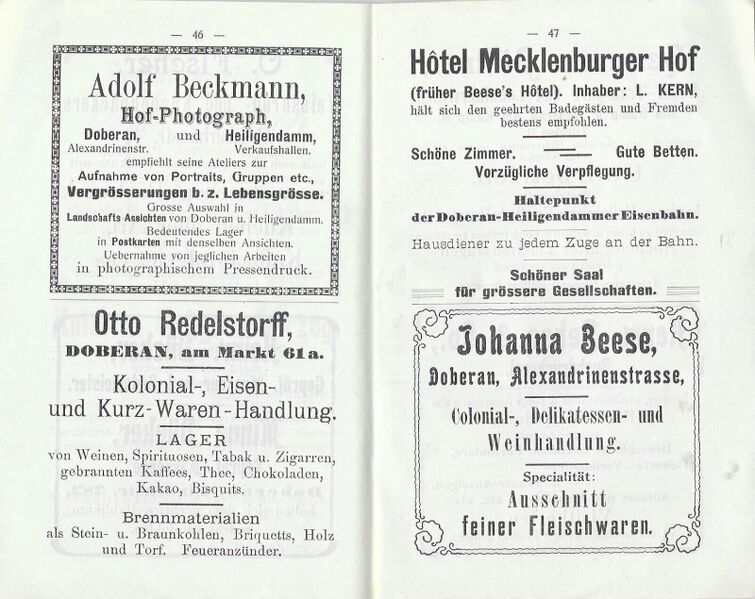 — 46 —
Adolf Beckmann,
Hof-Photograph,
Doberan, und Heiligendamm,
Alexandrinenstr. Verkaufshallen.
empfiehlt seine Ateliers zur
Aufnahme von Portraits, Gruppen etc.,
Vergrösserungen b. z. Lebensgrösse.
Grosse Auswahl in
Landschafts Ansichten von Doberan u. Heiligendamm.
Bedeutendes Lager
in Postkarten mit denselben Ansichten.
Uebernahme von jeglichen Arbeiten
in photographischem Pressendruck.
Otto Redelstorff,
DOBERAN, am Markt 61a.
Kolonial-, Eisen-
und Kurz-Waren-Handlung.
LAGER
von Weinen, Spirituosen, Tabak u. Zigarren,
gebrannten Kaffees, Thee, Chokoladen,
Kakao, Bisquits.
Brennmaterialien
als Stein- u. Braunkohlen, Briquetts, Holz
und Torf. Feueranzünder.
— 47 —
Hôtel Mecklenburger Hof
(früher Beese's Hôtel). Inhaber: L. KERN,
hält sich den geehrten Badegästen und Fremden
bestens empfohlen.
Schöne Zimmer. Gute Betten.
Vorzügliche Verpflegung.
Haltepunkt
der Doberan-Heiligendammer Eisenbahn.
Hausdiener zu jedem Zuge an der Bahn.
Schöner Saal
für grössere Gesellschaften.
Johanna Beese,
Doberan, Alexandrinenstrasse,
Colonial-, Delikatessen- und
Weinhandlung.
Specialität:
Ausschnitt
feiner Fleischwaren.